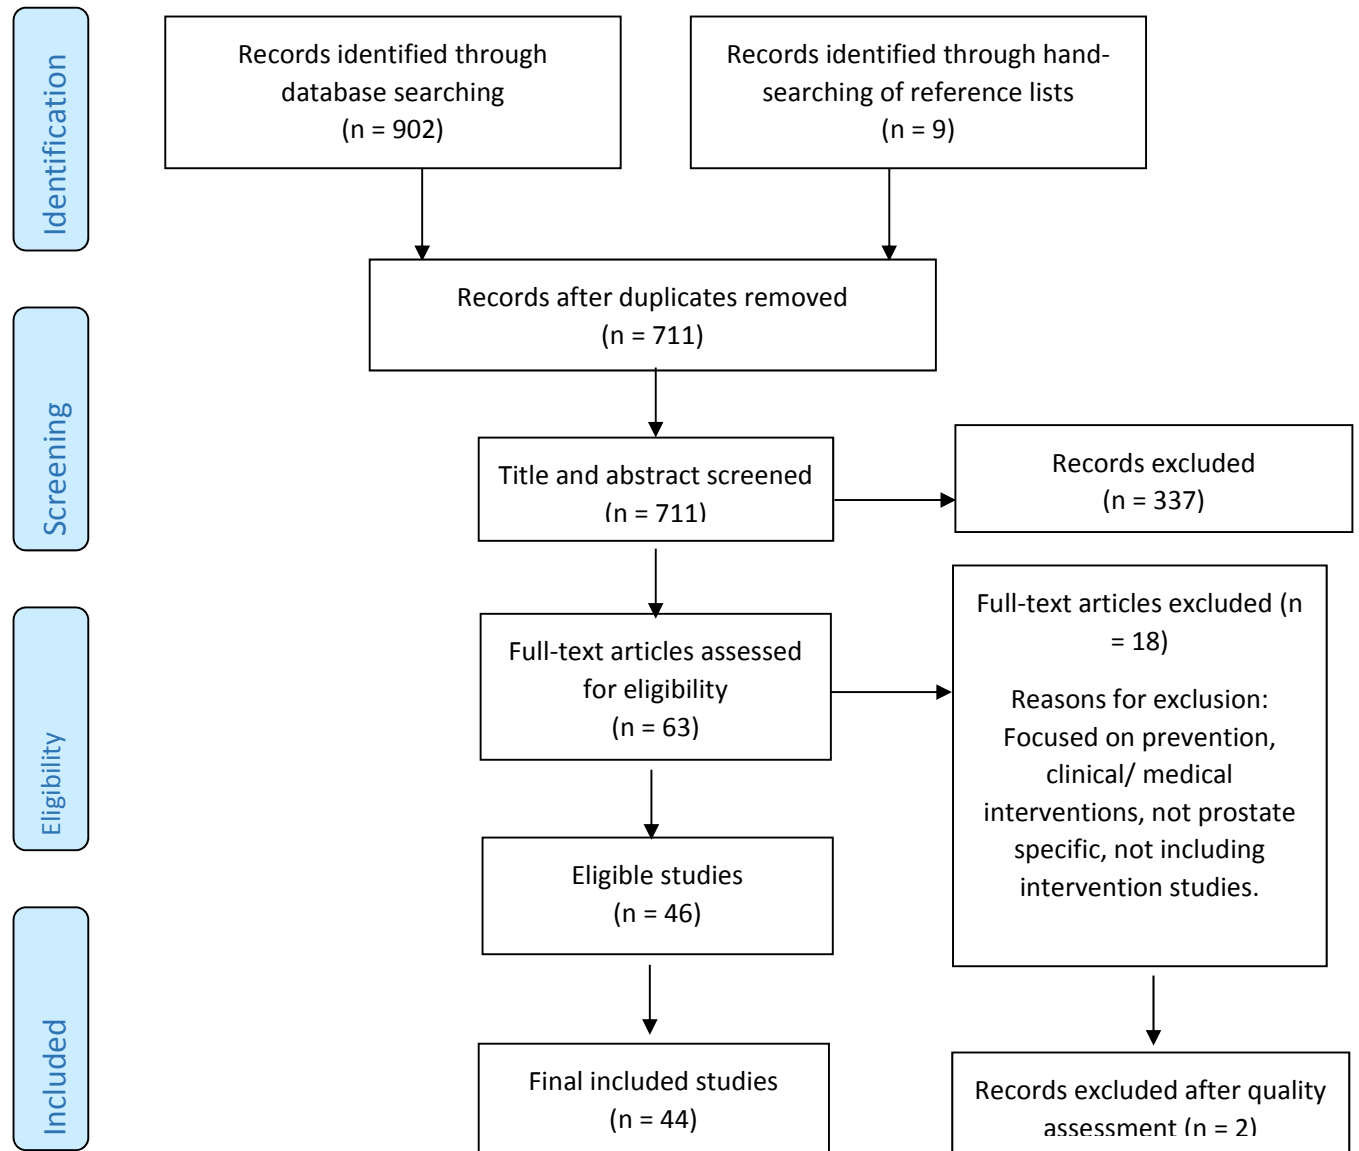 Identification
Records identified through
database searching
(n = 902)
Records identified through hand-
searching of reference lists
(n = 9)
Records after duplicates removed
(n = 711)
Screening
Title and abstract screened
(n = 711)
Records excluded
(n = 337)
Eligibility
Full-text articles assessed
for eligibility
(n = 63)
Full-text articles excluded (n
= 18)
Reasons for exclusion:
Focused on prevention,
clinical/ medical
interventions, not prostate
specific, not including
intervention studies.
Eligible studies
(n = 46)
Included
Final included studies
(n = 44)
Records excluded after quality
assessment (n = 2)